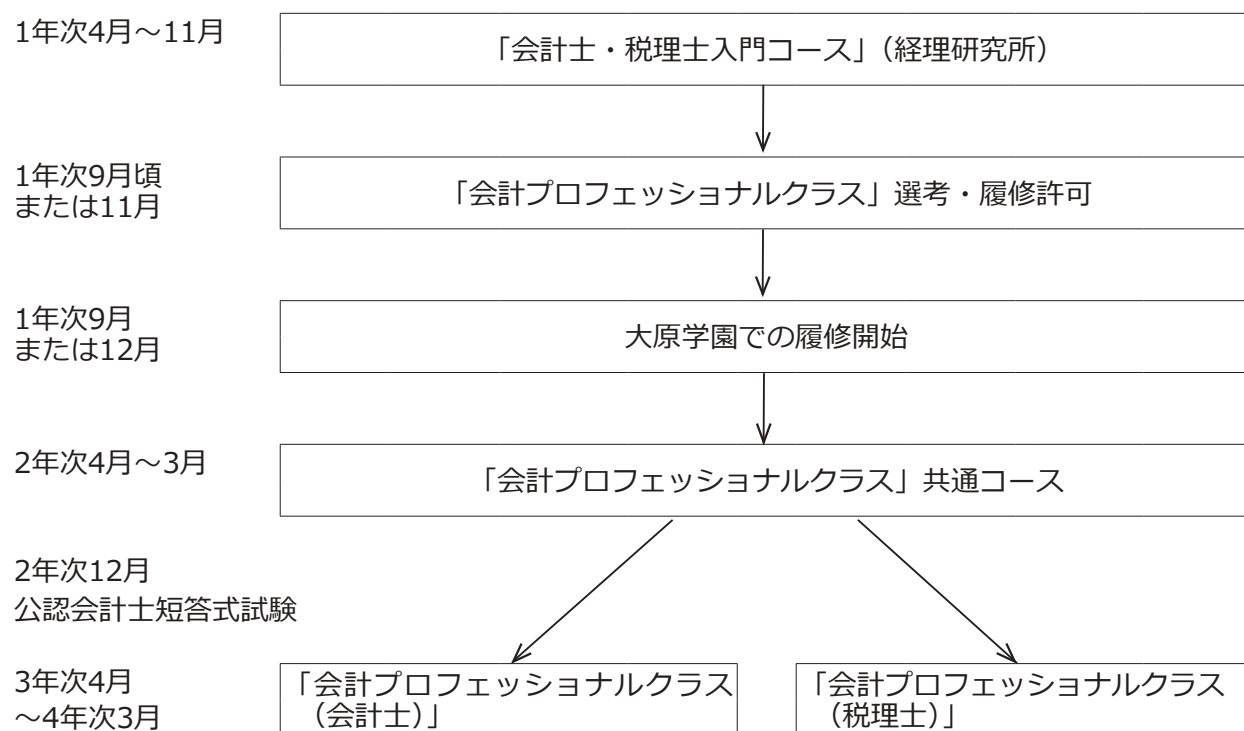 1年次4月～11月
「会計士・税理士入門コース」（経理研究所）
1年次9月頃
または11月
「会計プロフェッショナルクラス」選考・履修許可
1年次9月
または12月
大原学園での履修開始
2年次4月～3月
「会計プロフェッショナルクラス」共通コース
2年次12月
公認会計士短答式試験
3年次4月
～4年次3月
「会計プロフェッショナルクラス
（会計士）」
「会計プロフェッショナルクラス
（税理士）」